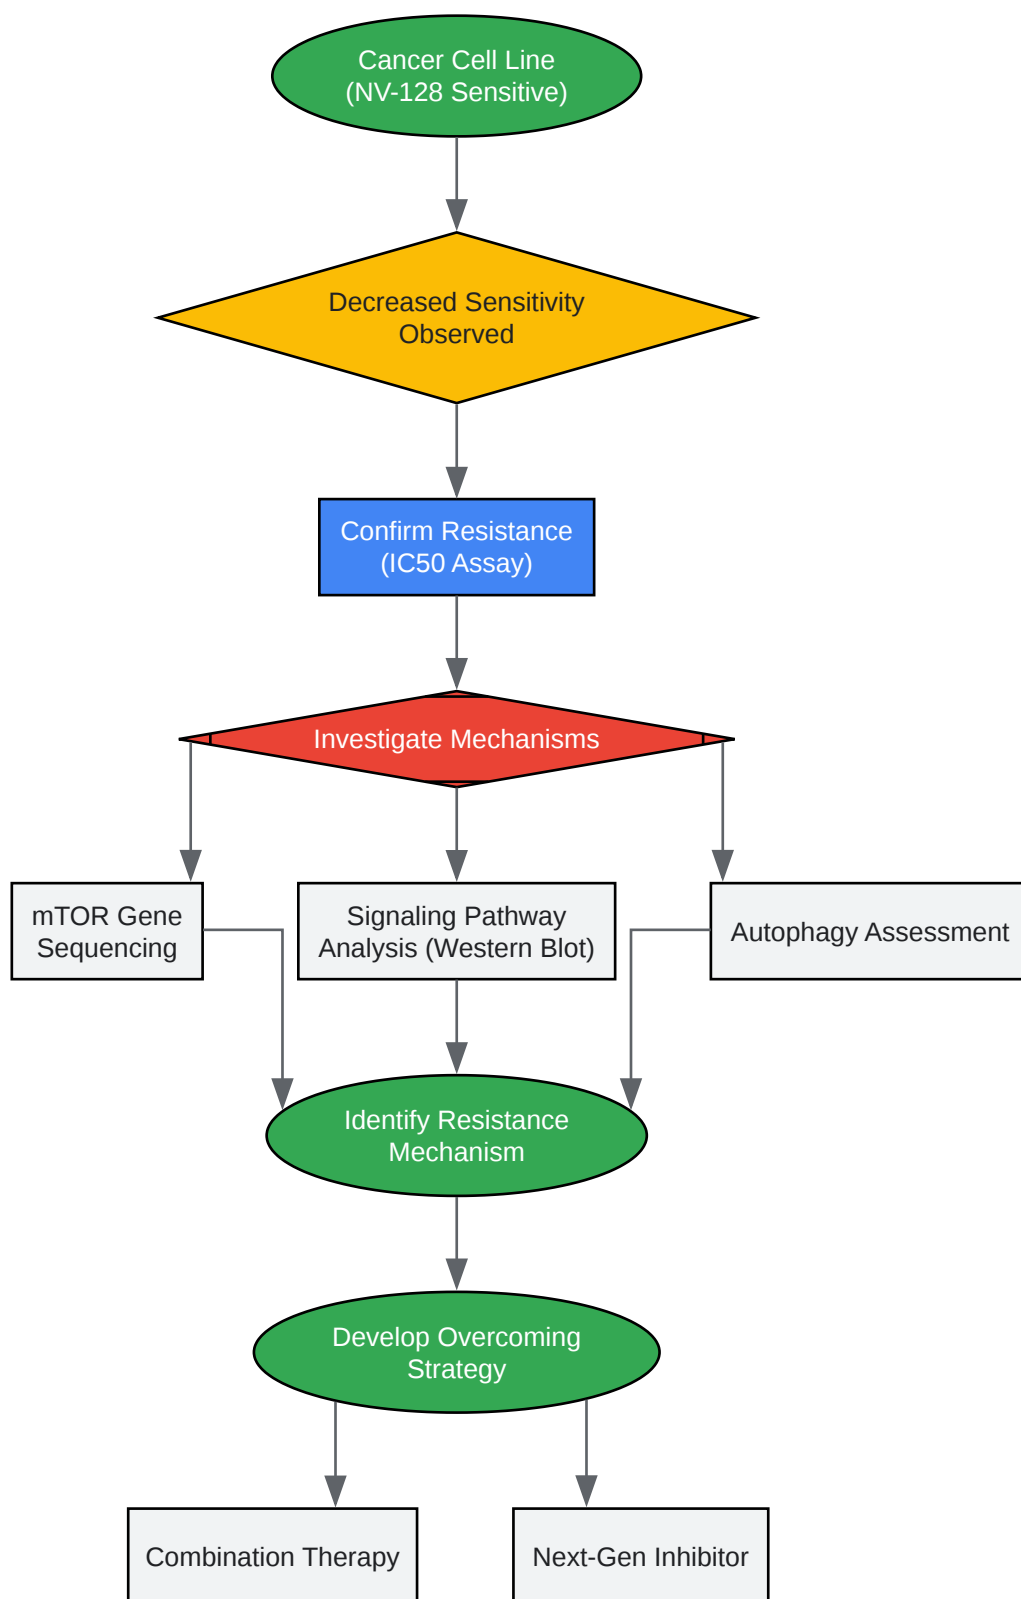 Cancer Cell Line
(NV-128 Sensitive)
Decreased Sensitivity
Observed
Confirm Resistance
(IC50 Assay)
Investigate Mechanisms
mTOR Gene
Sequencing
Signaling Pathway
Analysis (Western Blot)
Autophagy Assessment
Identify Resistance
Mechanism
Develop Overcoming
Strategy
Combination Therapy
Next-Gen Inhibitor